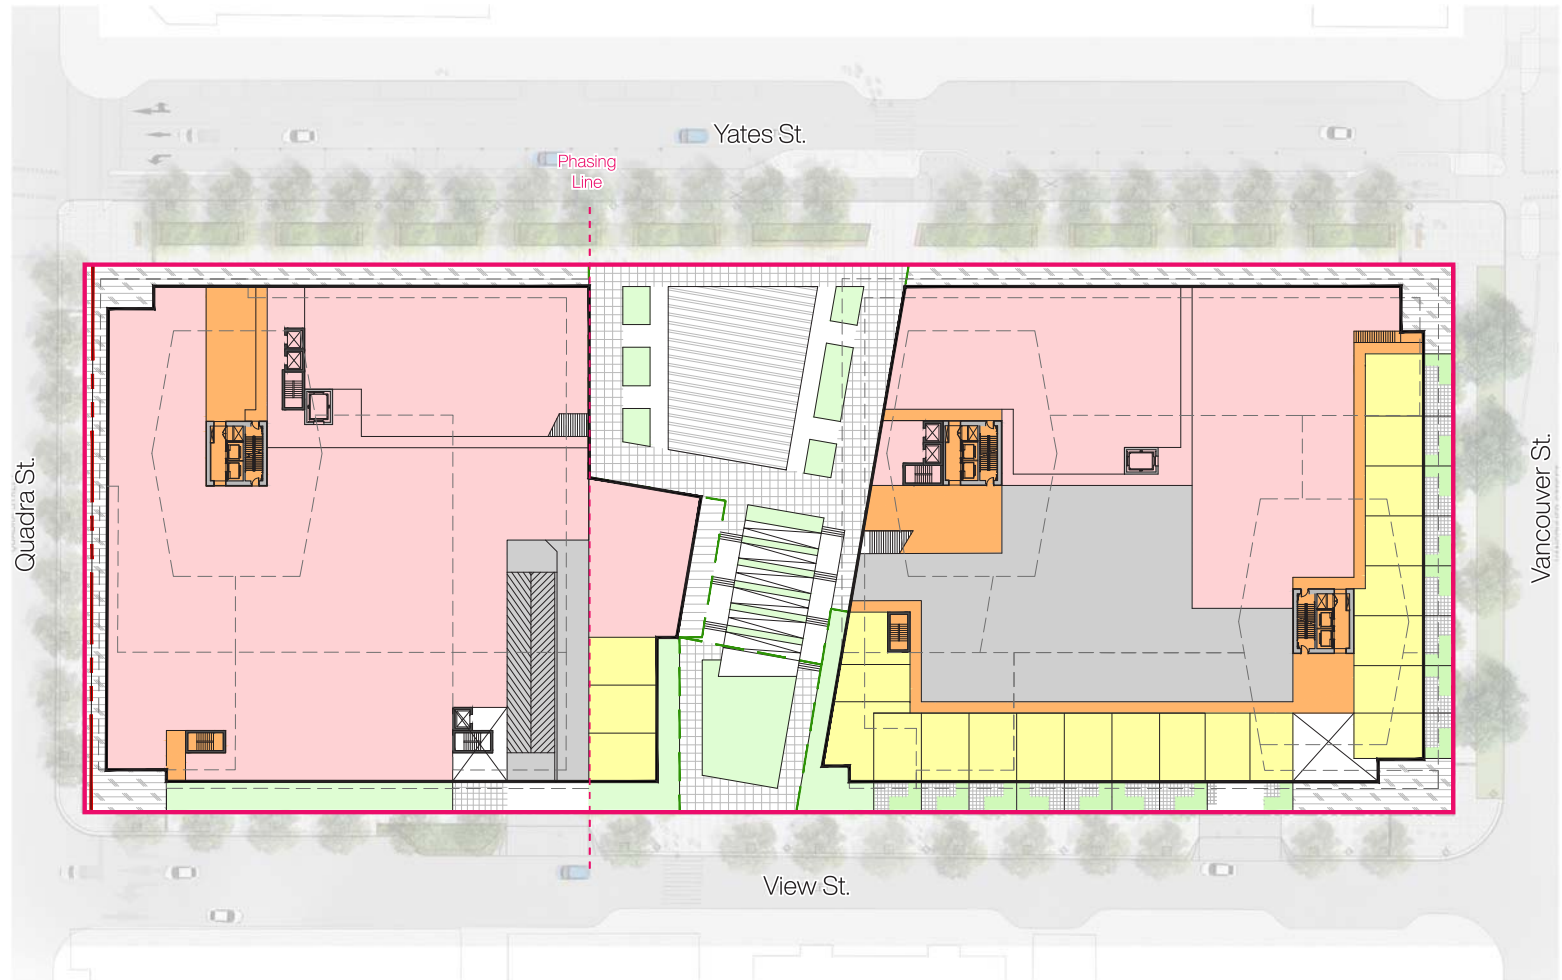 Yates St.
Phasing
Line
Quadra St.
Vancouver St.
View St.